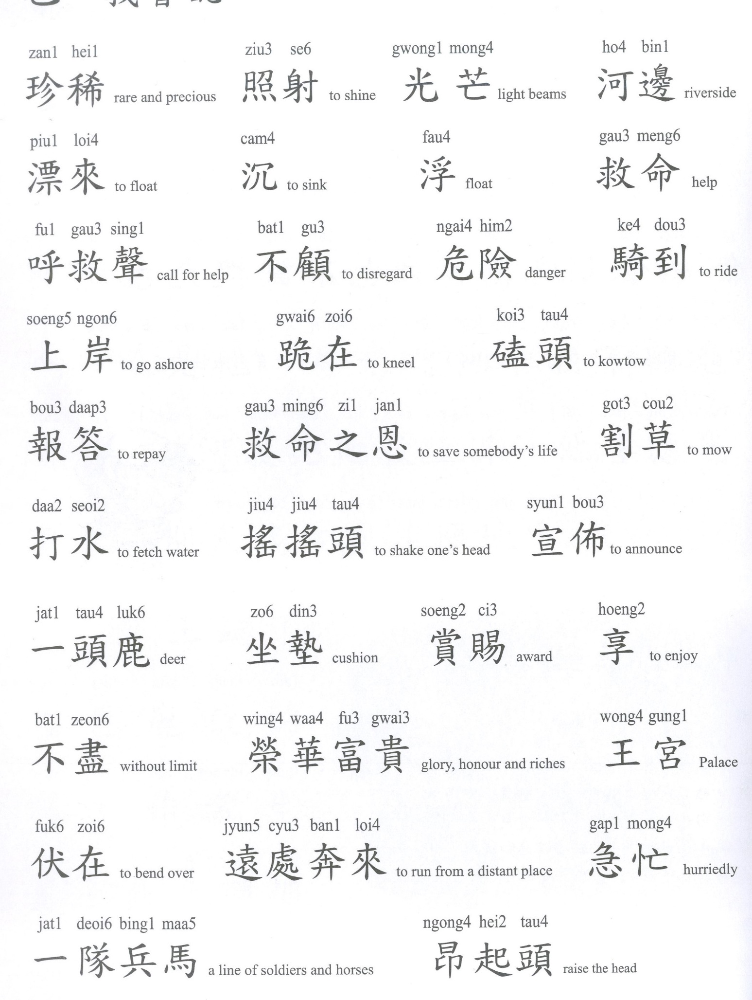 zan1 hei1 ziu3 se6 gwong1 mong4 ho4 bin1
珍稀 rare and precious 照射 to shine 光芒 light beams 河邊 riverside
piu1 loi4 cam4 fau4 gau3 meng6
漂來 to float 沉 to sink 浮 float 救命 help
fu1 gau3 sing1 bat1 gu3 ngai4 him2 ke4 dou3
呼救聲 call for help 不顧 to disregard 危險 danger 騎到 to ride
soeng5 ngon6 gwai6 zoi6 koi3 tau4
上岸 to go ashore 跪在 to kneel 磕頭 to kowtow
bou3 daap3 gau3 ming6 zi1 jan1 got3 cou2
報答 to repay 救命之恩 to save somebody's life 割草 to mow
daa2 seoi2 jiu4 jiu4 tau4 syun1 bou3
打水 to fetch water 搖搖頭 to shake one's head 宣佈 to announce
jat1 tau4 luk6 zo6 din3 soeng2 ci3 hoeng2
一頭鹿 deer 坐墊 cushion 賞賜 award 享 to enjoy
bat1 zeon6 wing4 waa4 fu3 gwai3 wong4 gung1
不盡 without limit 榮華富貴 glory, honour and riches 王宮 Palace
fuk6 zoi6 jyun5 cyu3 ban1 loi4 gap1 mong4
伏在 to bend over 遠處奔來 to run from a distant place 急忙 hurriedly
jat1 deoi6 bing1 maa5 ngong4 hei2 tau4
一隊兵馬 a line of soldiers and horses 昂起頭 raise the head